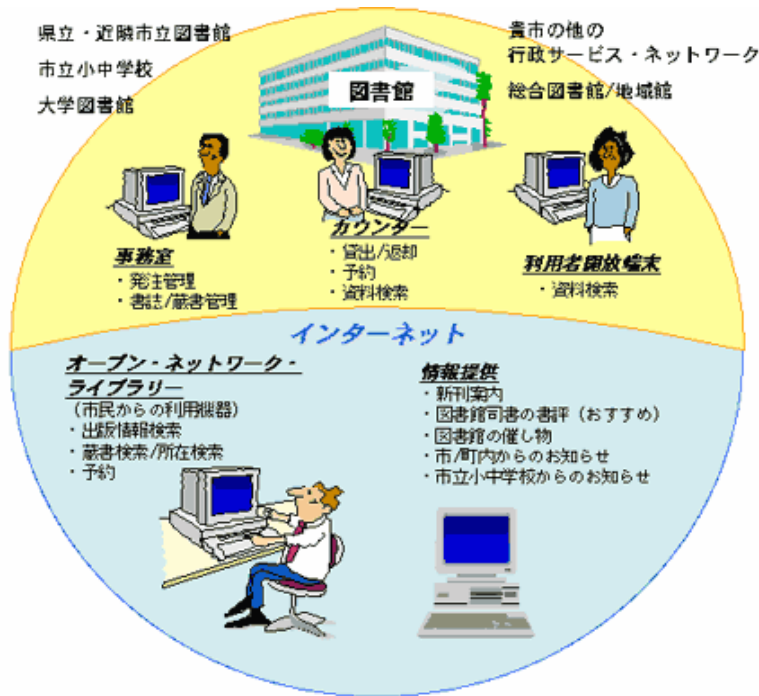 県立・近隣市立図書館
市立小中学校
大学図書館
貴市の他の
行政サービス・ネットワーク
総合図書館/地域館
図書館
事務室
・発注管理
・書誌/蔵書管理
カウンター
・貸出/返却
・予約
・資料検索
利用者開放端末
・資料検索
インターネット
オープン・ネットワーク・
ライブラリー
（市民からの利用機器）
・出版情報検索
・蔵書検索/所在検索
・予約
情報提供
・新刊案内
・図書館司書の書評（おすすめ）
・図書館の催し物
・市/町内からのお知らせ
・市立小中学校からのお知らせ